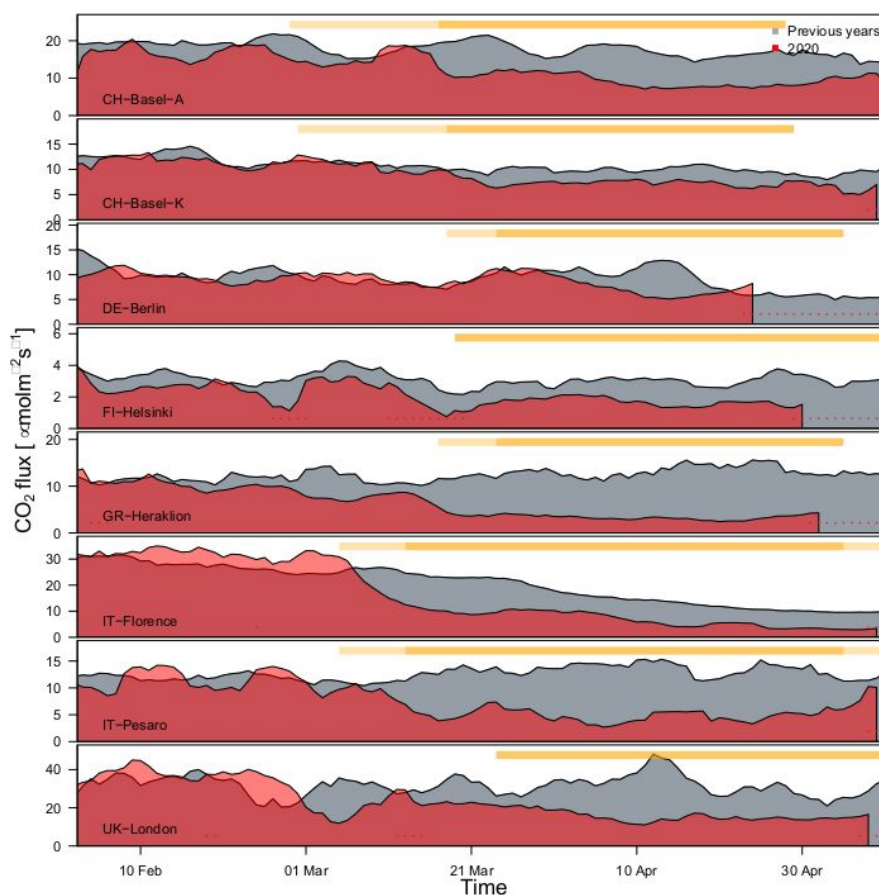 Previous years
2020
20
10
0
CH−Basel−A
15
10
5
0
CH−Basel−K
20
15
10
5
0
DE−Berlin
6
4
2
0
FI−Helsinki
20
10
0
GR−Heraklion
30
20
10
0
IT−Florence
15
10
5
0
IT−Pesaro
40
20
0
UK−London
CO₂ flux [ ∝molm□²s□¹]
10 Feb
01 Mar
21 Mar
10 Apr
30 Apr
Time